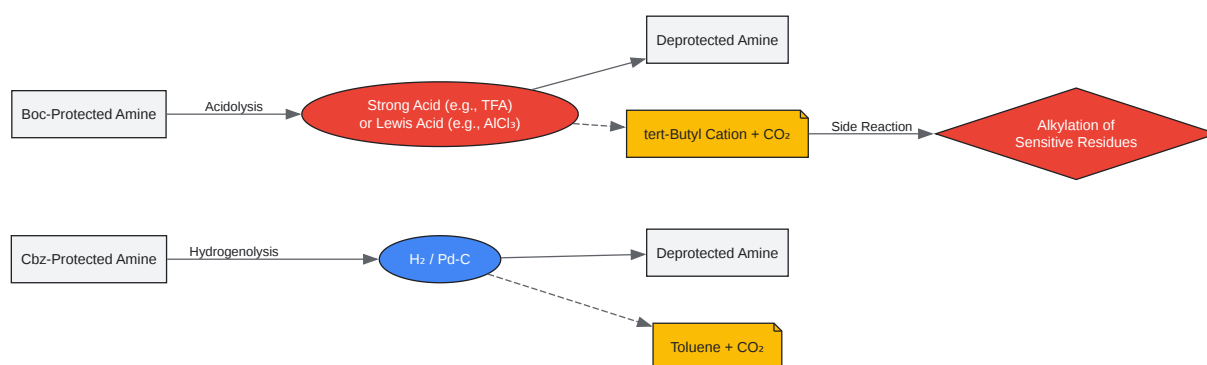 Deprotected Amine
Boc-Protected Amine
Acidolysis
Strong Acid (e.g., TFA)
or Lewis Acid (e.g., AlCl₃)
tert-Butyl Cation + CO₂
Side Reaction
Alkylation of
Sensitive Residues
Cbz-Protected Amine
Hydrogenolysis
H₂ / Pd-C
Deprotected Amine
Toluene + CO₂